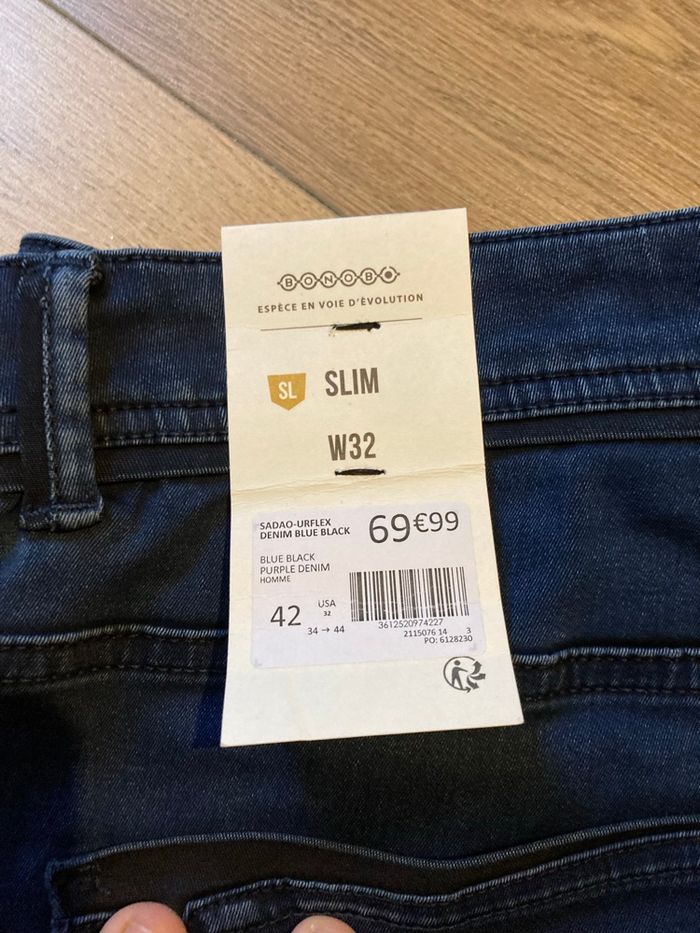 BONOBO
ESPÈCE EN VOIE D'ÉVOLUTION
SL SLIM
W32
SADAO-URFLEX
DENIM BLUE BLACK
69€99
BLUE BLACK
PURPLE DENIM
HOMME
42
USA
32
34 → 44
3612520974227
2115076 14 3
PO: 6128230